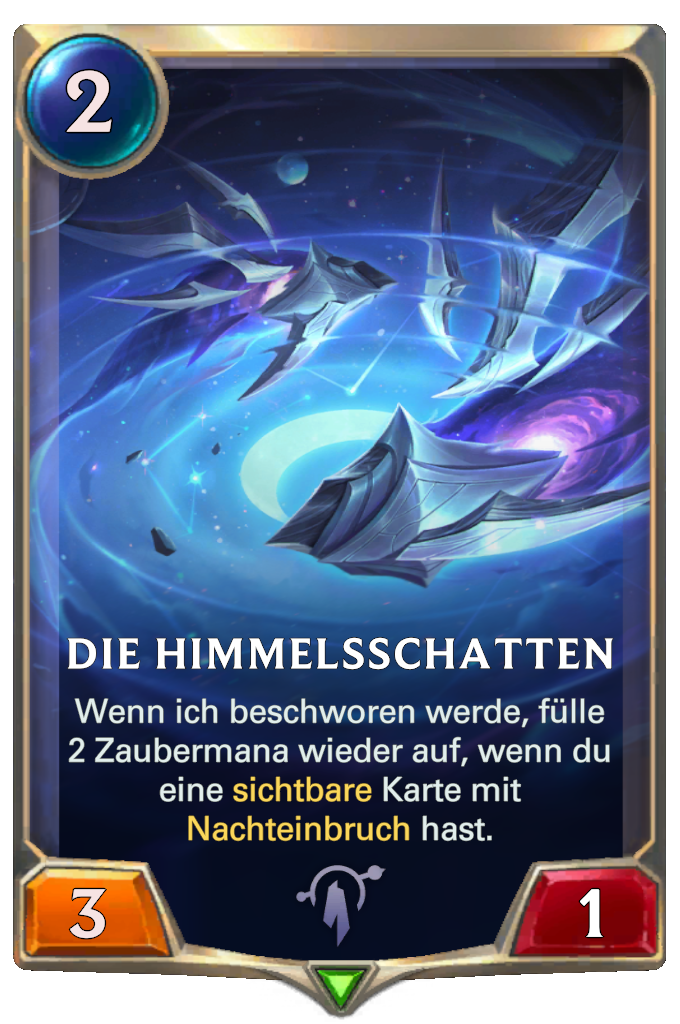 2
DIE HIMMELSSCHATTEN
Wenn ich beschworen werde, fülle
2 Zaubermana wieder auf, wenn du
eine sichtbare Karte mit
Nachteinbruch hast.
3
1